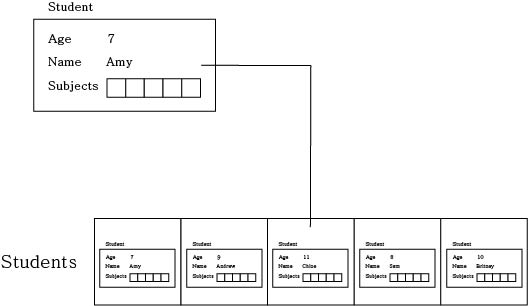 Student
Age 7
Name Amy
Subjects
Students
Student
Age 7
Name Amy
Subjects
Student
Age 9
Name Andrew
Subjects
Student
Age 11
Name Chloe
Subjects
Student
Age 8
Name Sam
Subjects
Student
Age 10
Name Britney
Subjects